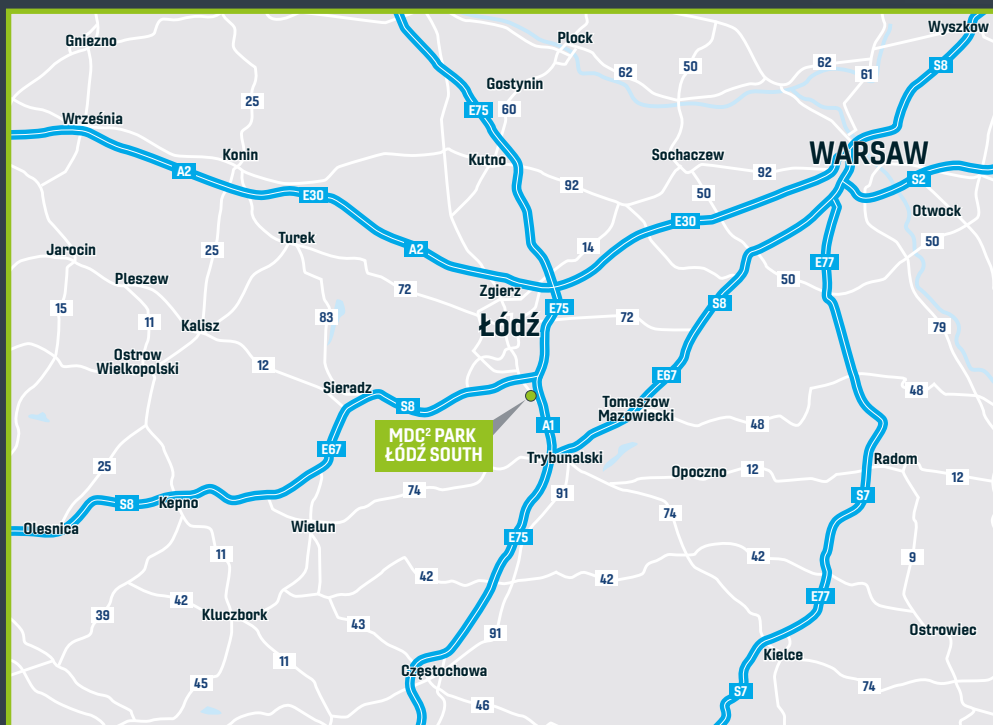 Wyszków
Gniezno
Płock
62
50
62
61
S8
Gostynin
25
E75
60
Września
WARSAW
Konin
Kutno
Sochaczew
A2
92
92
S2
E30
50
Otwock
E30
Turek
Jarocin
25
A2
14
50
E77
Pleszew
50
72
Zgierz
15
11
83
E75
S8
Kalisz
Łódź
72
79
Ostrow
Wielkopolski
12
E67
Sieradz
48
S8
Tomaszow
Mazowiecki
A1
48
MDC² PARK
ŁÓDŹ SOUTH
E67
Trybunalski
Radom
25
Opoczno
12
12
74
91
S7
S8
Kępno
74
Olesnica
Wielun
E75
11
42
9
42
42
42
E77
39
Kluczbork
43
91
Ostrowiec
11
Kielce
Częstochowa
45
74
S7
46